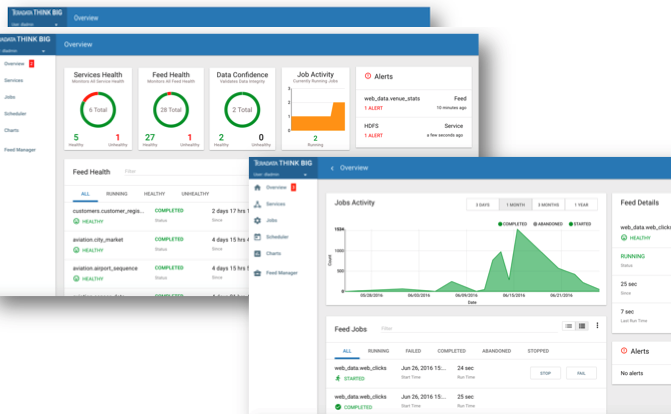 TERADATA THINK BIG
User: dladmin
Overview
TERADATA THINK BIG
dladmin
Overview
Overview 2
Services
Jobs
Scheduler
Charts
Feed Manager
Services Health
Monitors All Service Health
6 Total
5
Healthy
1
Unhealthy
Feed Health
Monitors All Feed Health
28 Total
27
Healthy
1
Unhealthy
Data Confidence
Validates Data Integrity
2 Total
2
Healthy
0
Unhealthy
Job Activity
Currently Running Jobs
3
2
1
0
2
Running
Alerts
web_data.venue_stats Feed
1 ALERT 10 minutes ago
HDFS Service
1 ALERT a few seconds ago
Feed Health Filter
ALL RUNNING HEALTHY UNHEALTHY
customers.customer_regis... COMPLETED 2 days 17 hrs 1
HEALTHY Status Since
aviation.city_market COMPLETED 4 days 15 hrs 4
HEALTHY Status Since
aviation.airport_sequence COMPLETED 4 days 15 hrs 5
HEALTHY Status Since
TERADATA THINK BIG
User: dladmin
Overview
Overview
Services
Jobs
Scheduler
Charts
Feed Manager
Jobs Activity
3 DAYS 1 MONTH 3 MONTHS 1 YEAR
COMPLETED ABANDONED STARTED
1534
1000
500
0
Count
05/28/2016 06/03/2016 06/09/2016 06/15/2016 06/21/2016
Date
Feed Details
web_data.web_clicks
HEALTHY
RUNNING
Status
25 sec
Since
7 sec
Last Run Time
Alerts
No alerts
Feed Jobs Filter
ALL RUNNING FAILED COMPLETED ABANDONED STOPPED
web_data.web_clicks Jun 26, 2016 15:... 24 sec STOP FAIL
STARTED Start Time Run Time
web_data.web_clicks Jun 26, 2016 15:... 25 sec
COMPLETED Start Time Run Time